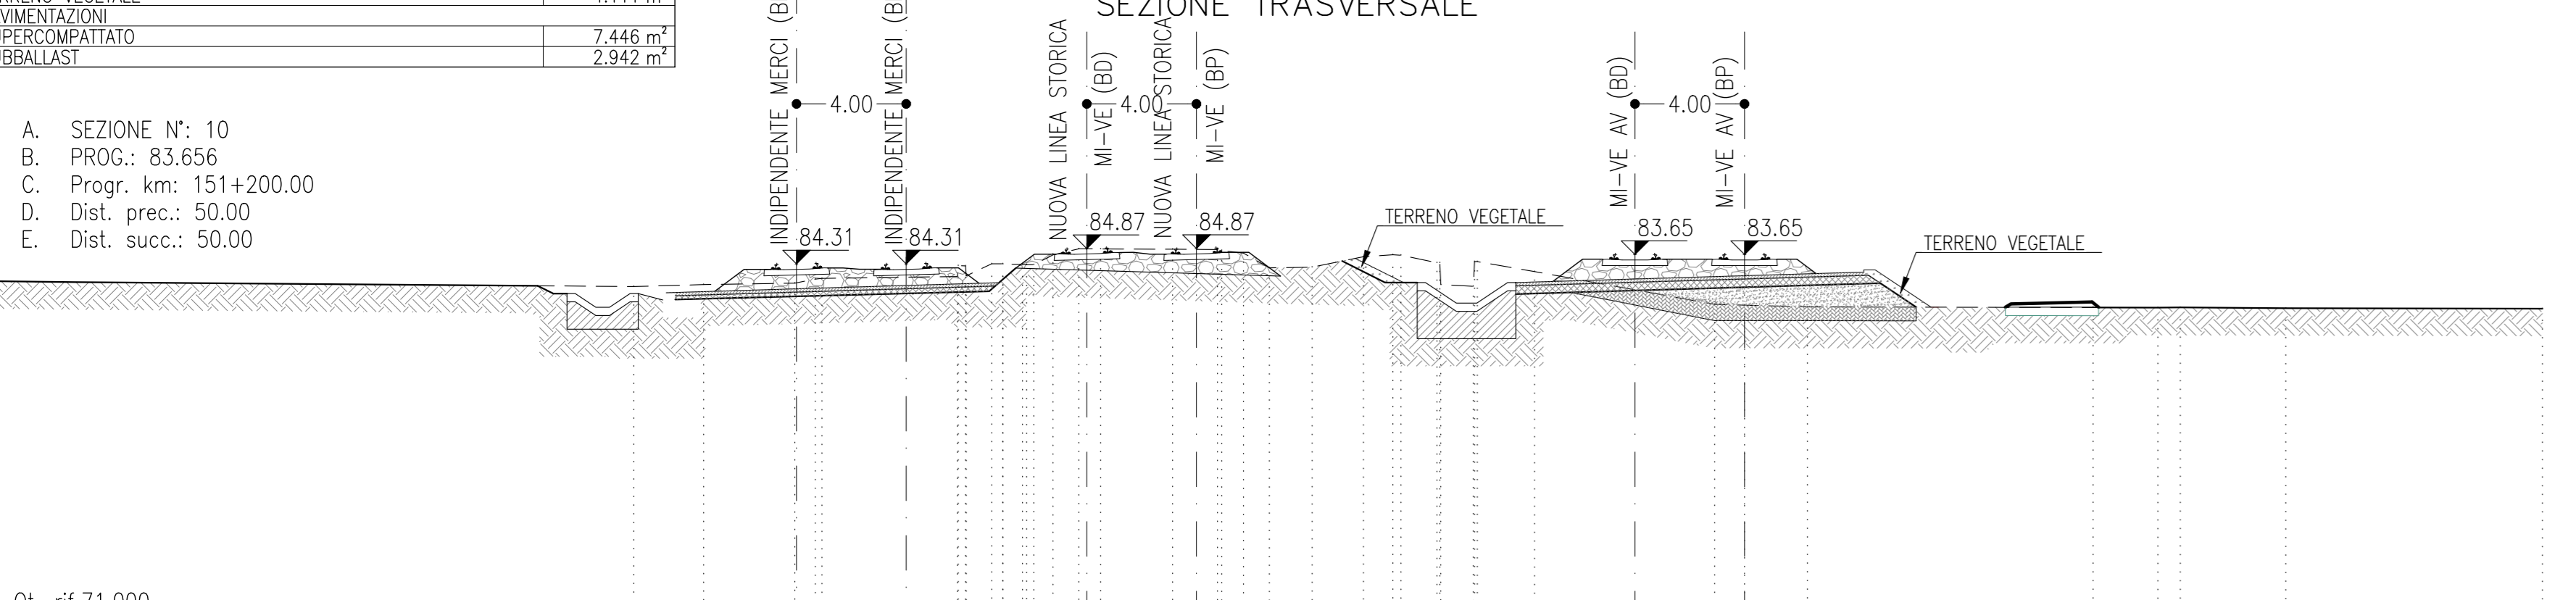 SEZIONE TRASVERSALE
7.446 m²
2.942 m²
A. SEZIONE N°: 10
B. PROG.: 83.656
C. Progr. km: 151+200.00
D. Dist. prec.: 50.00
E. Dist. succ.: 50.00
INDIPENDENTE MERCI (B
INDIPENDENTE MERCI (B
4.00
84.31
84.31
NUOVA LINEA STORICA
MI-VE (BD)
NUOVA LINEA STORICA
MI-VE (BP)
4.00
84.87
84.87
TERRENO VEGETALE
MI-VE AV (BD)
MI-VE AV (BP)
4.00
83.65
83.65
TERRENO VEGETALE